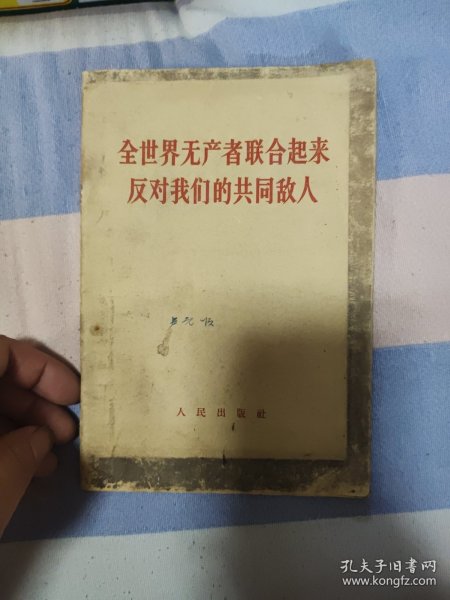 全世界无产者联合起来
反对我们的共同敌人
人民出版社
孔夫子旧书网
www.kongfz.com